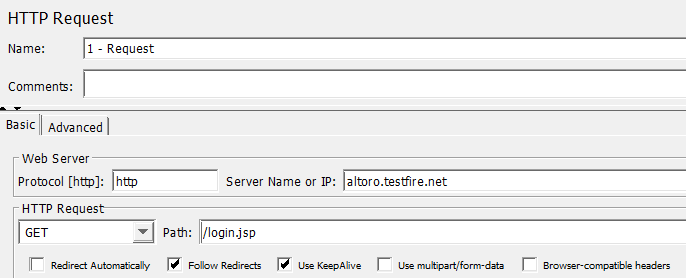 HTTP Request
Name: 1 - Request
Comments:
Basic Advanced
Web Server
Protocol [http]: http Server Name or IP: altoro.testfire.net
HTTP Request
GET Path: /login.jsp
Redirect Automatically Follow Redirects Use KeepAlive Use multipart/form-data Browser-compatible headers